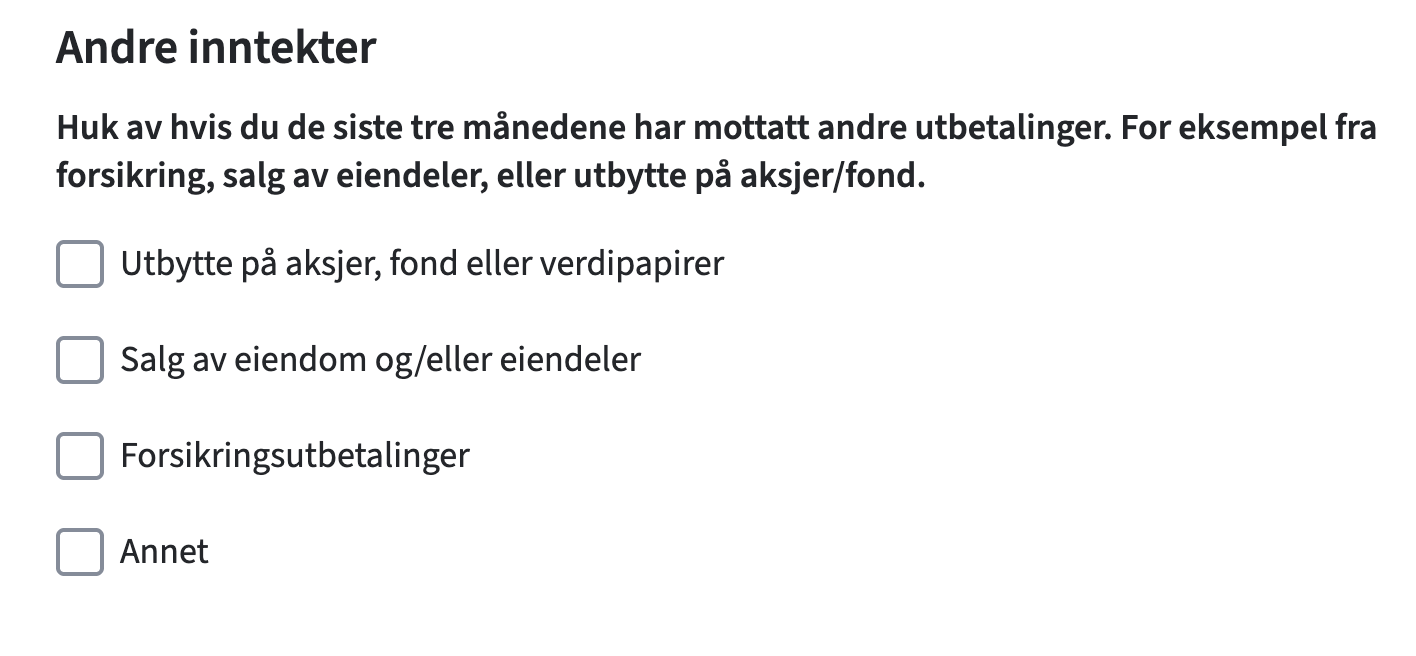 Andre inntekter
Huk av hvis du de siste tre månedene har mottatt andre utbetalinger. For eksempel fra
forsikring, salg av eiendeler, eller utbytte på aksjer/fond.
Utbytte på aksjer, fond eller verdipapirer
Salg av eiendom og/eller eiendeler
Forsikringsutbetalinger
Annet